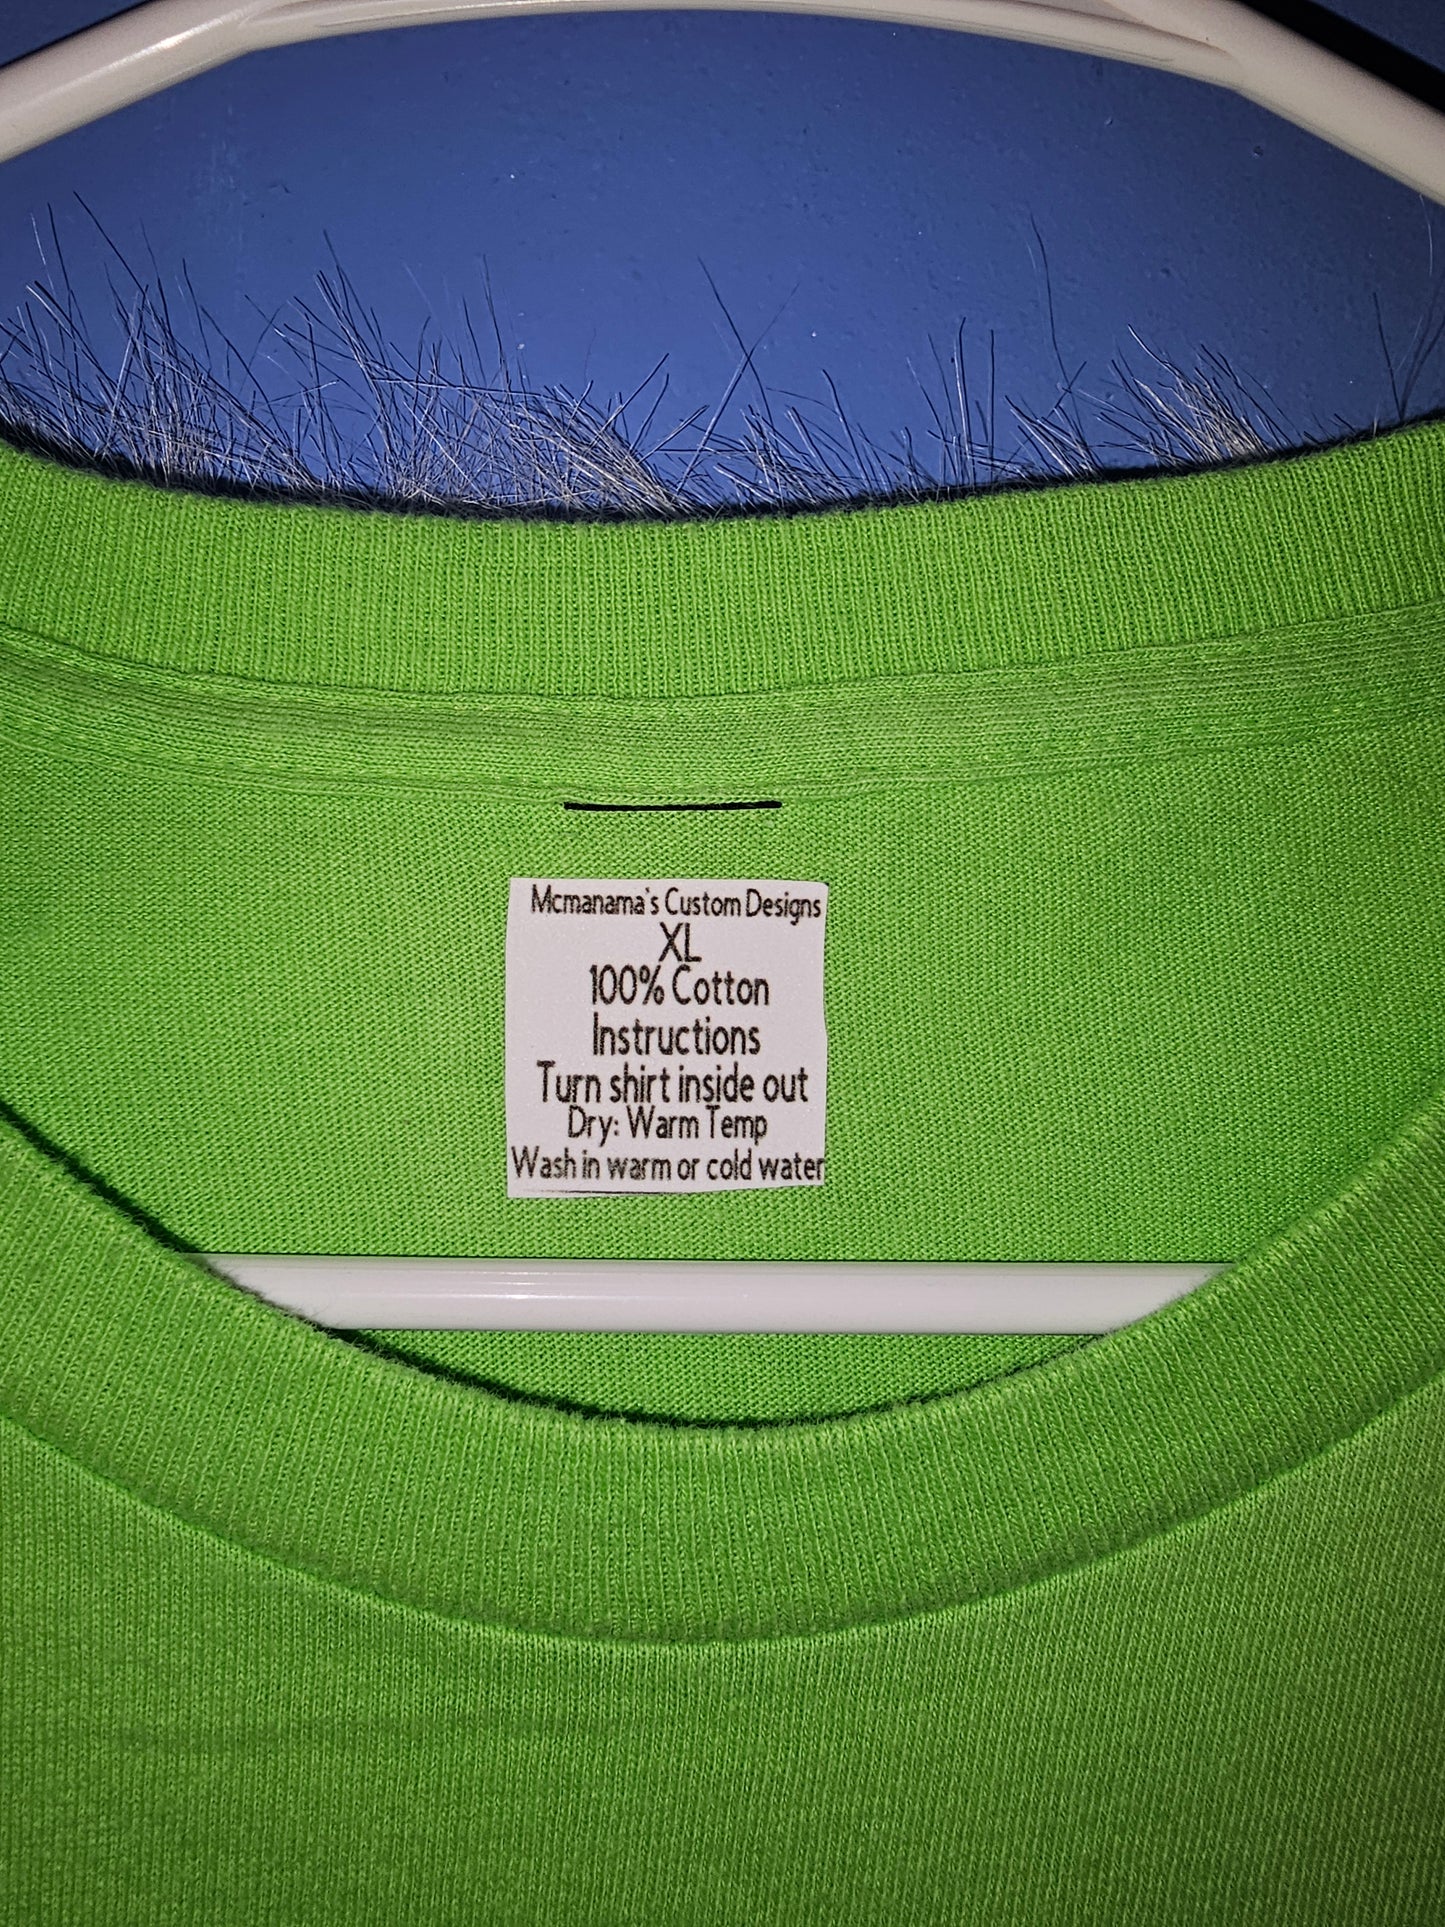 Mcmanama's Custom Designs
XL
100% Cotton
Instructions
Turn shirt inside out
Dry: Warm Temp
Wash in warm or cold water